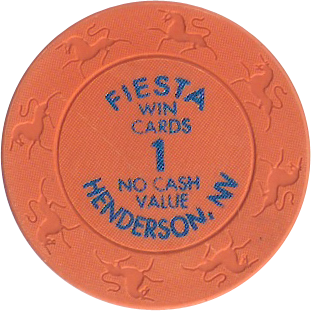 FIESTA
WIN
CARDS
1
NO CASH
VALUE
HENDERSON, NV